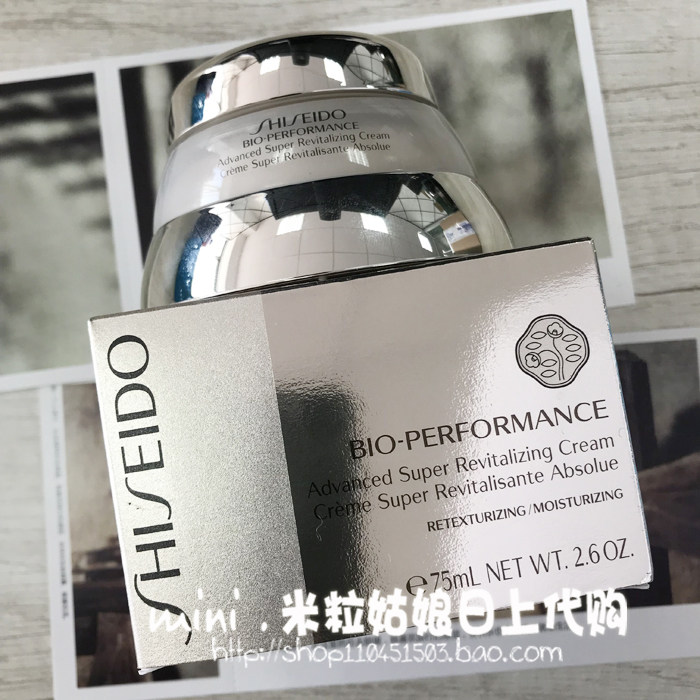 SHISEIDO
BIO-PERFORMANCE
Advanced Super Revitalizing Cream
Crème Super Revitalisante Absolue
SHISEIDO
BIO-PERFORMANCE
Advanced Super Revitalizing Cream
Crème Super Revitalisante Absolue
RETEXTURIZING/MOISTURIZING
℮75mL NET WT. 2.6 OZ.
mini.米粒姑娘日上代购
http://shop110451503.bao.com